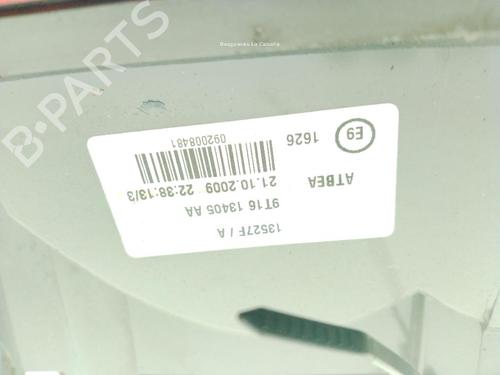 Desguaces La Cabaña
B-PARTS
13527F / A
9T16 13405 AA
21.10.2009 22:38:13/3
ATBEA
092008481
1626
E9
B-PARTS